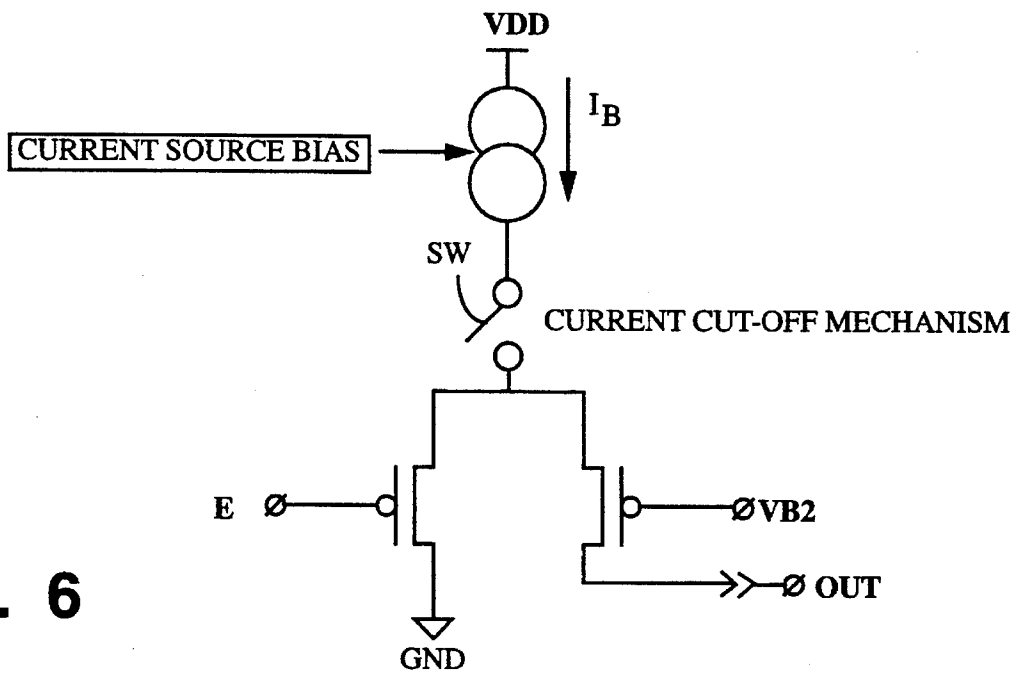 VDD
I_B
CURRENT SOURCE BIAS
SW
CURRENT CUT-OFF MECHANISM
E
VB2
OUT
. 6
GND